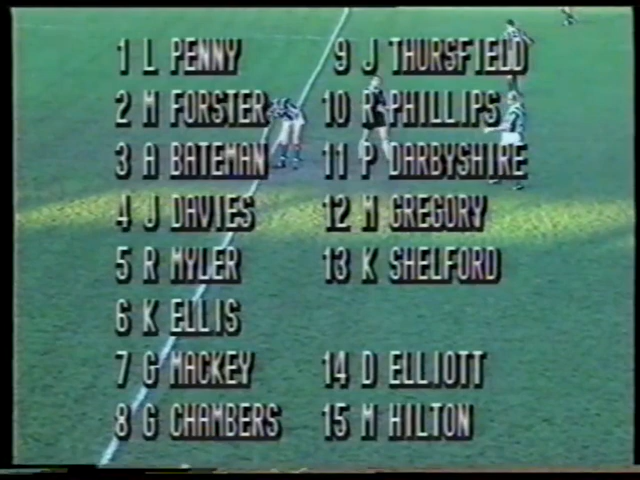 1 L PENNY
2 M FORSTER
3 A BATEMAN
4 J DAVIES
5 R MYLER
6 K ELLIS
7 G MACKEY
8 G CHAMBERS
9 J THURSFIELD
10 R PHILLIPS
11 P DARBYSHIRE
12 M GREGORY
13 K SHELFORD
14 D ELLIOTT
15 M HILTON